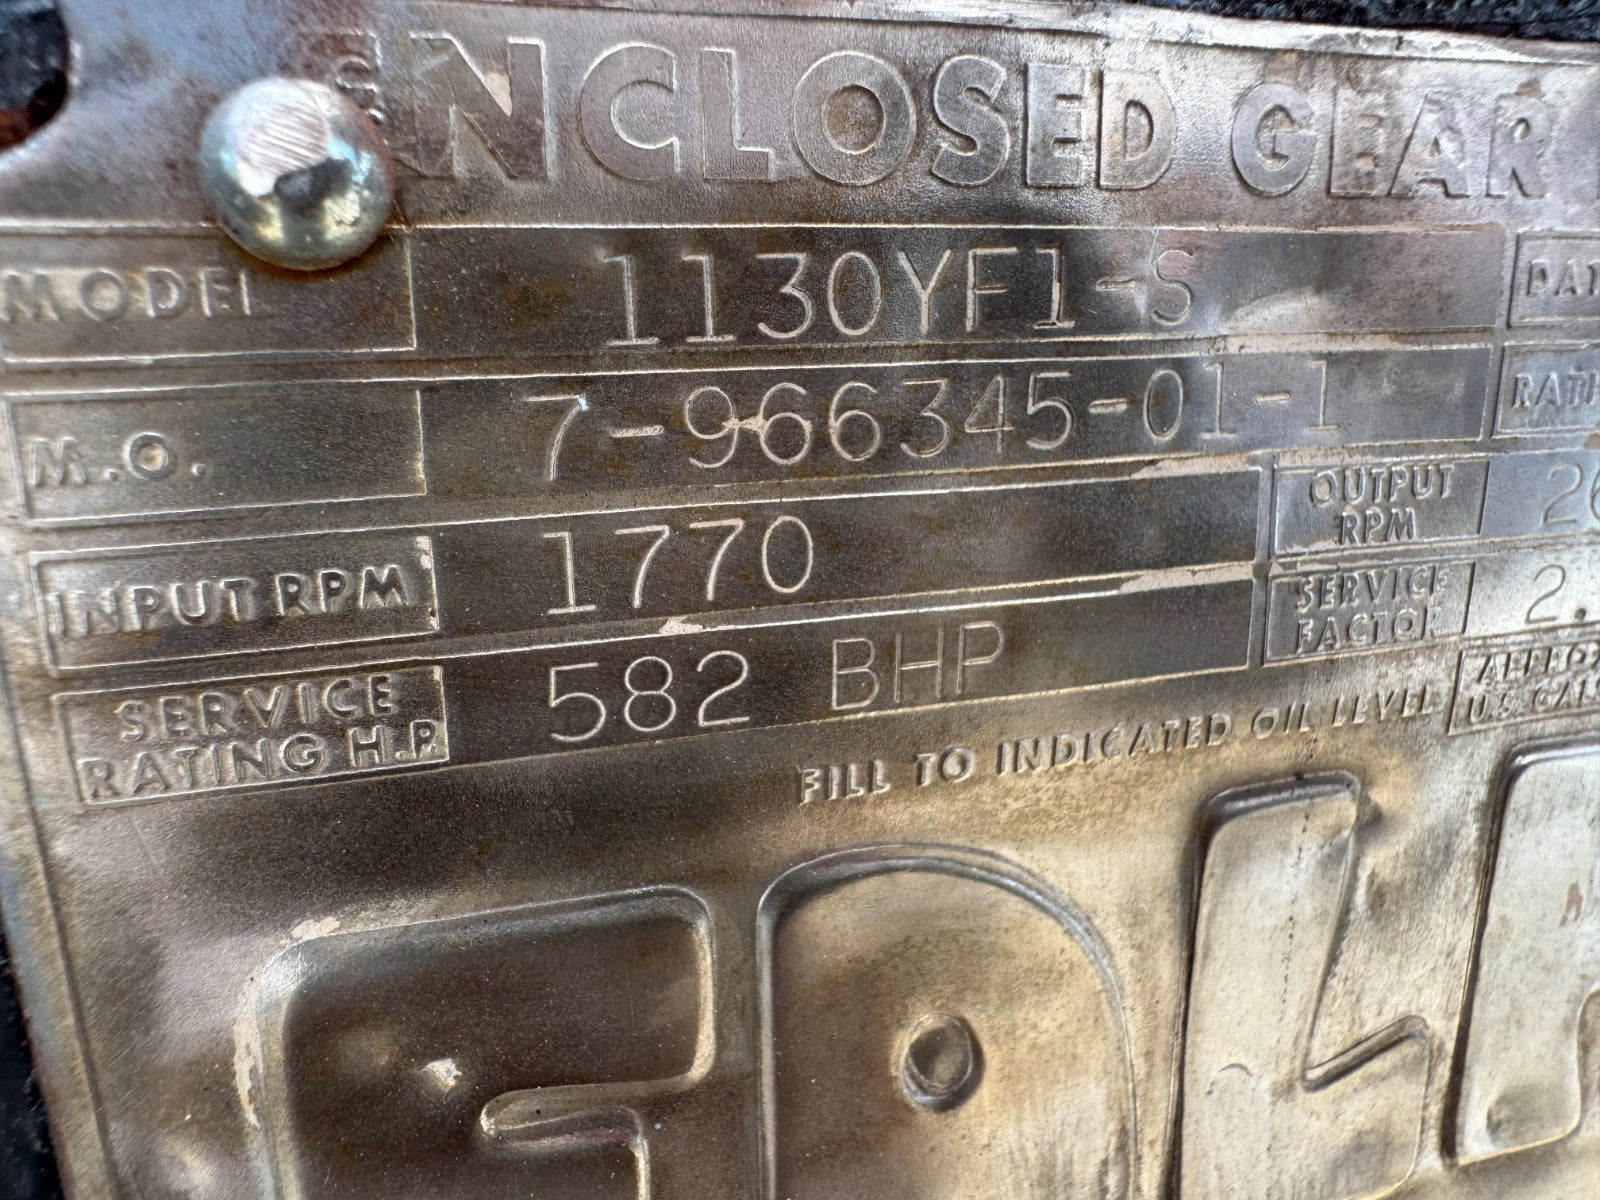 ENCLOSED GEAR
MODEL 1130YF1-S
M.O. 7-966345-01-1
INPUT RPM 1770 OUTPUT RPM
SERVICE RATING H.P. 582 BHP SERVICE FACTOR
FILL TO INDICATED OIL LEVEL